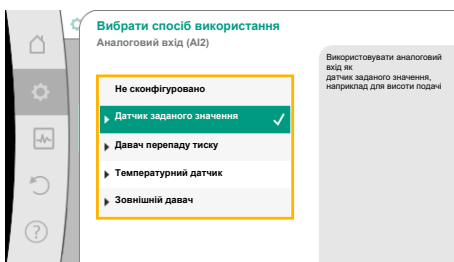 Вибрати спосіб використання
Аналоговий вхід (AI2)
Не сконфігуровано
Датчик заданого значення
Давач перепаду тиску
Температурний датчик
Зовнішній давач
Використовувати аналоговий
вхід як
датчик заданого значення,
наприклад для висоти подачі